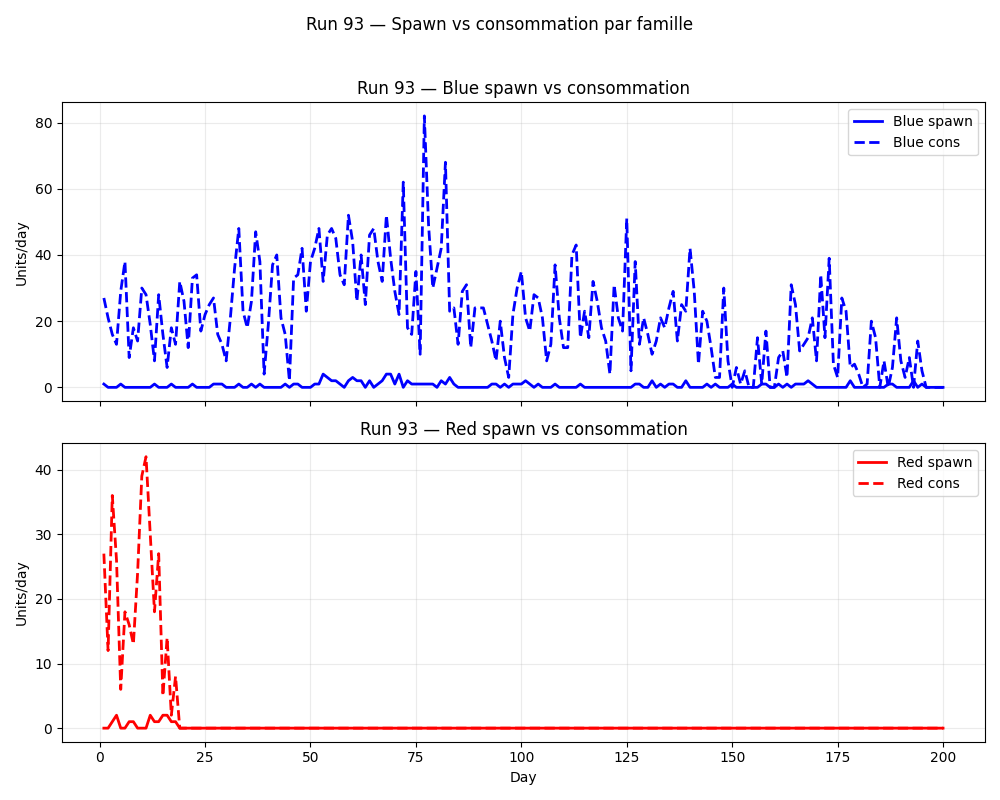 Run 93 — Spawn vs consommation par famille
Run 93 — Blue spawn vs consommation
Units/day
80
60
40
20
0
Blue spawn
Blue cons
Run 93 — Red spawn vs consommation
Units/day
40
30
20
10
0
Red spawn
Red cons
0 25 50 75 100 125 150 175 200
Day